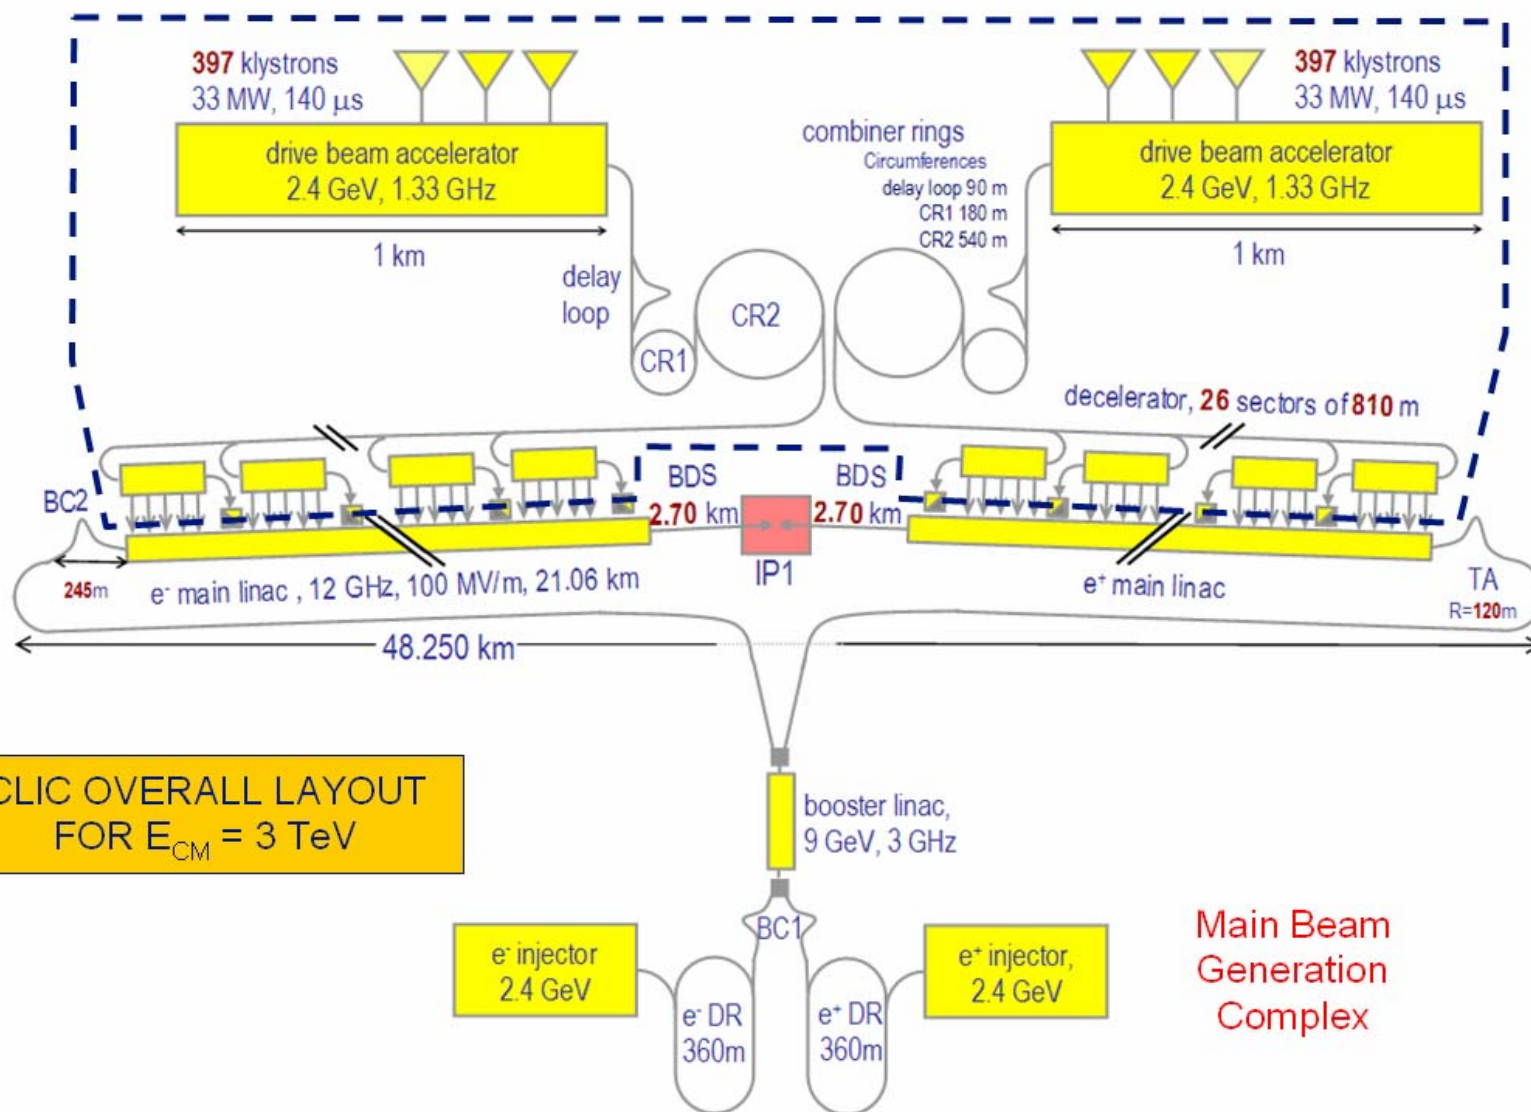 397 klystrons
33 MW, 140 μs
drive beam accelerator
2.4 GeV, 1.33 GHz
1 km
combiner rings
Circumferences
delay loop 90 m
CR1 180 m
CR2 540 m
397 klystrons
33 MW, 140 μs
drive beam accelerator
2.4 GeV, 1.33 GHz
1 km
delay
loop
CR1
CR2
decelerator, 26 sectors of 810 m
BC2
245m
e- main linac , 12 GHz, 100 MV/m, 21.06 km
BDS
2.70 km
IP1
BDS
2.70 km
e+ main linac
TA
R=120m
48.250 km
CLIC OVERALL LAYOUT
FOR ECM = 3 TeV
booster linac,
9 GeV, 3 GHz
BC1
e- injector
2.4 GeV
e- DR
360m
e+ DR
360m
e+ injector,
2.4 GeV
Main Beam
Generation
Complex